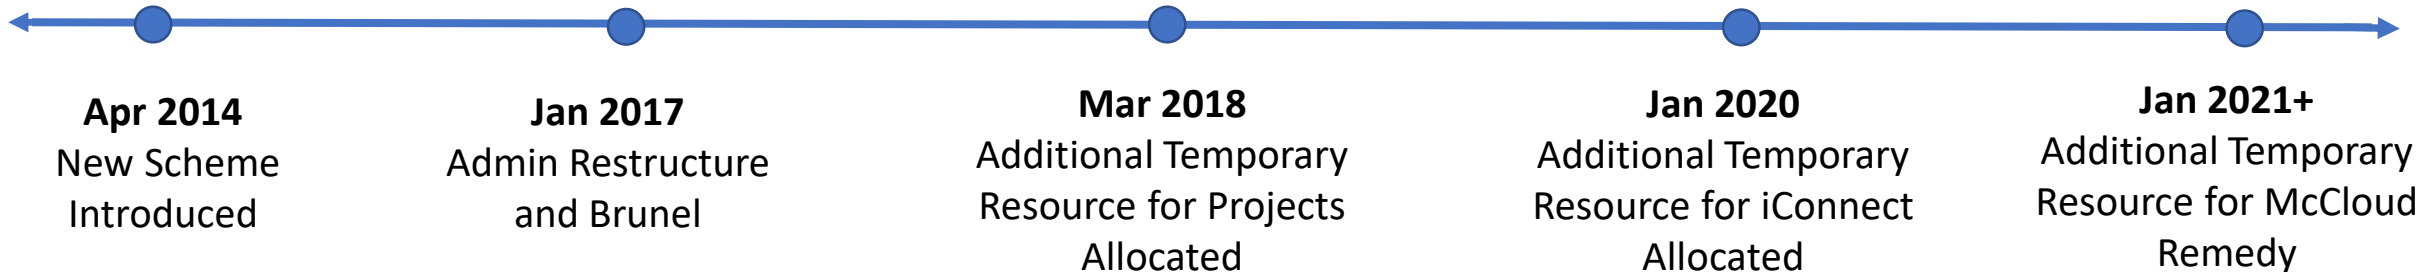 Apr 2014
New Scheme
Introduced
Jan 2017
Admin Restructure
and Brunel
Mar 2018
Additional Temporary
Resource for Projects
Allocated
Jan 2020
Additional Temporary
Resource for iConnect
Allocated
Jan 2021+
Additional Temporary
Resource for McCloud
Remedy